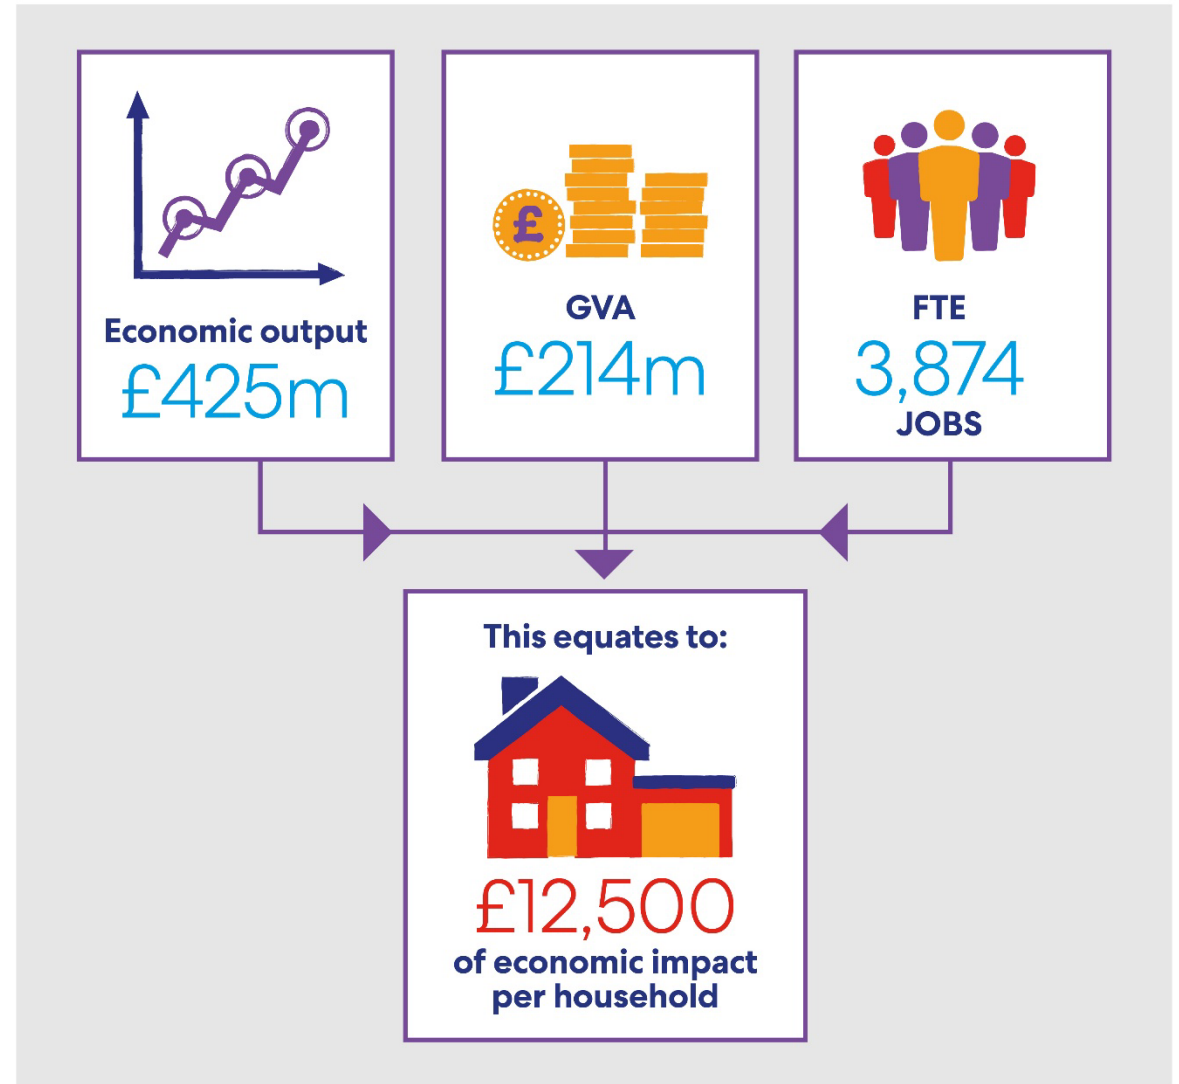 Economic output
£425m
£
GVA
£214m
FTE
3,874
JOBS
This equates to:
£12,500
of economic impact
per household